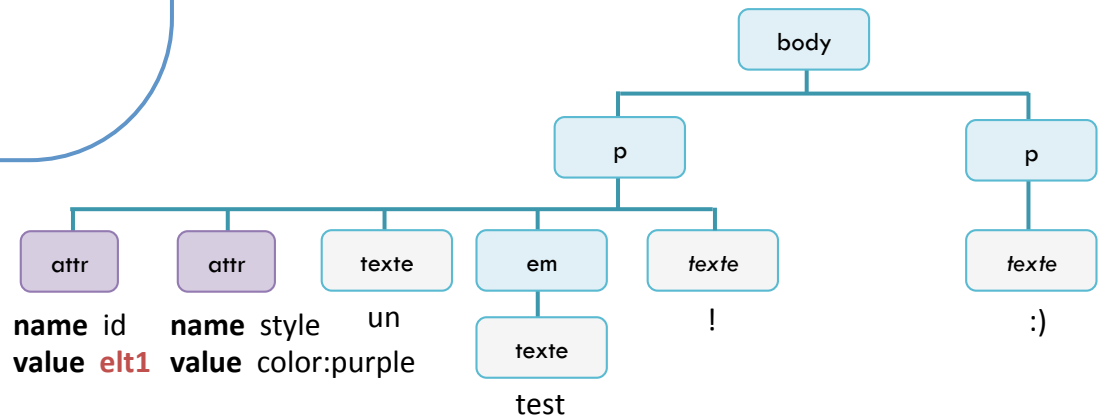 body
p
p
attr
attr
texte
em
texte
texte
name id
value elt1
name style
value color:purple
un
!
:)
texte
test